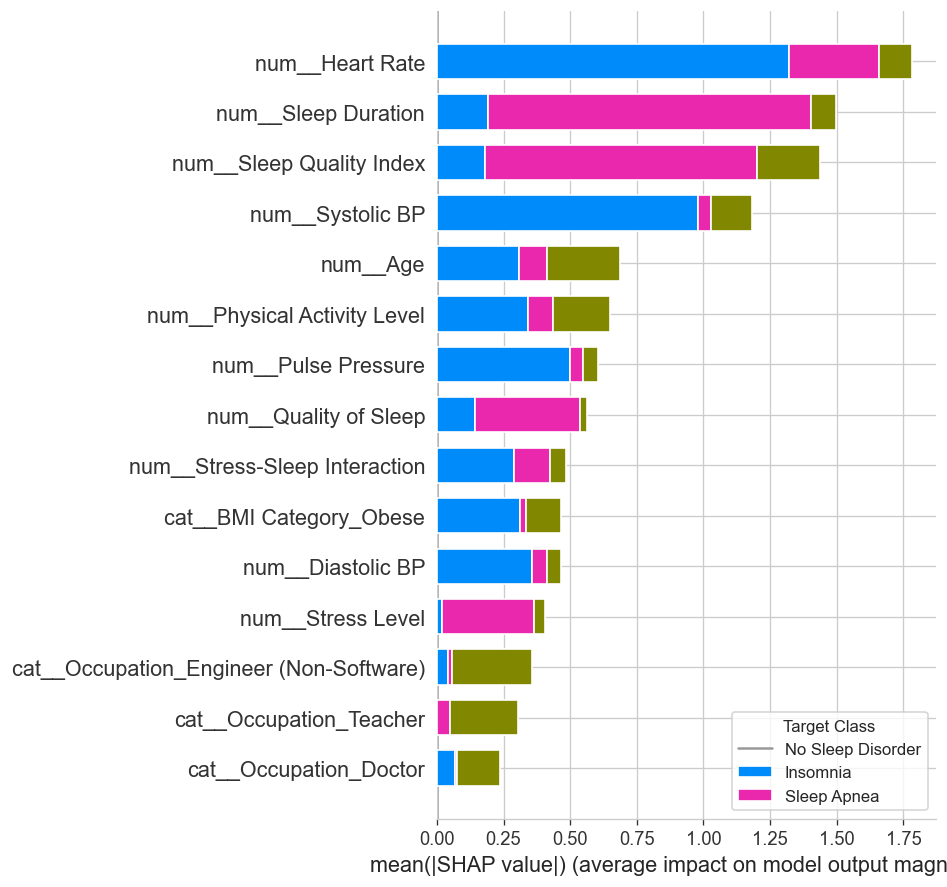 num__Heart Rate
num__Sleep Duration
num__Sleep Quality Index
num__Systolic BP
num__Age
num__Physical Activity Level
num__Pulse Pressure
num__Quality of Sleep
num__Stress-Sleep Interaction
cat__BMI Category_Obese
num__Diastolic BP
num__Stress Level
cat__Occupation_Engineer (Non-Software)
cat__Occupation_Teacher
cat__Occupation_Doctor
Target Class
No Sleep Disorder
Insomnia
Sleep Apnea
0.00 0.25 0.50 0.75 1.00 1.25 1.50 1.75
mean(|SHAP value|) (average impact on model output magn